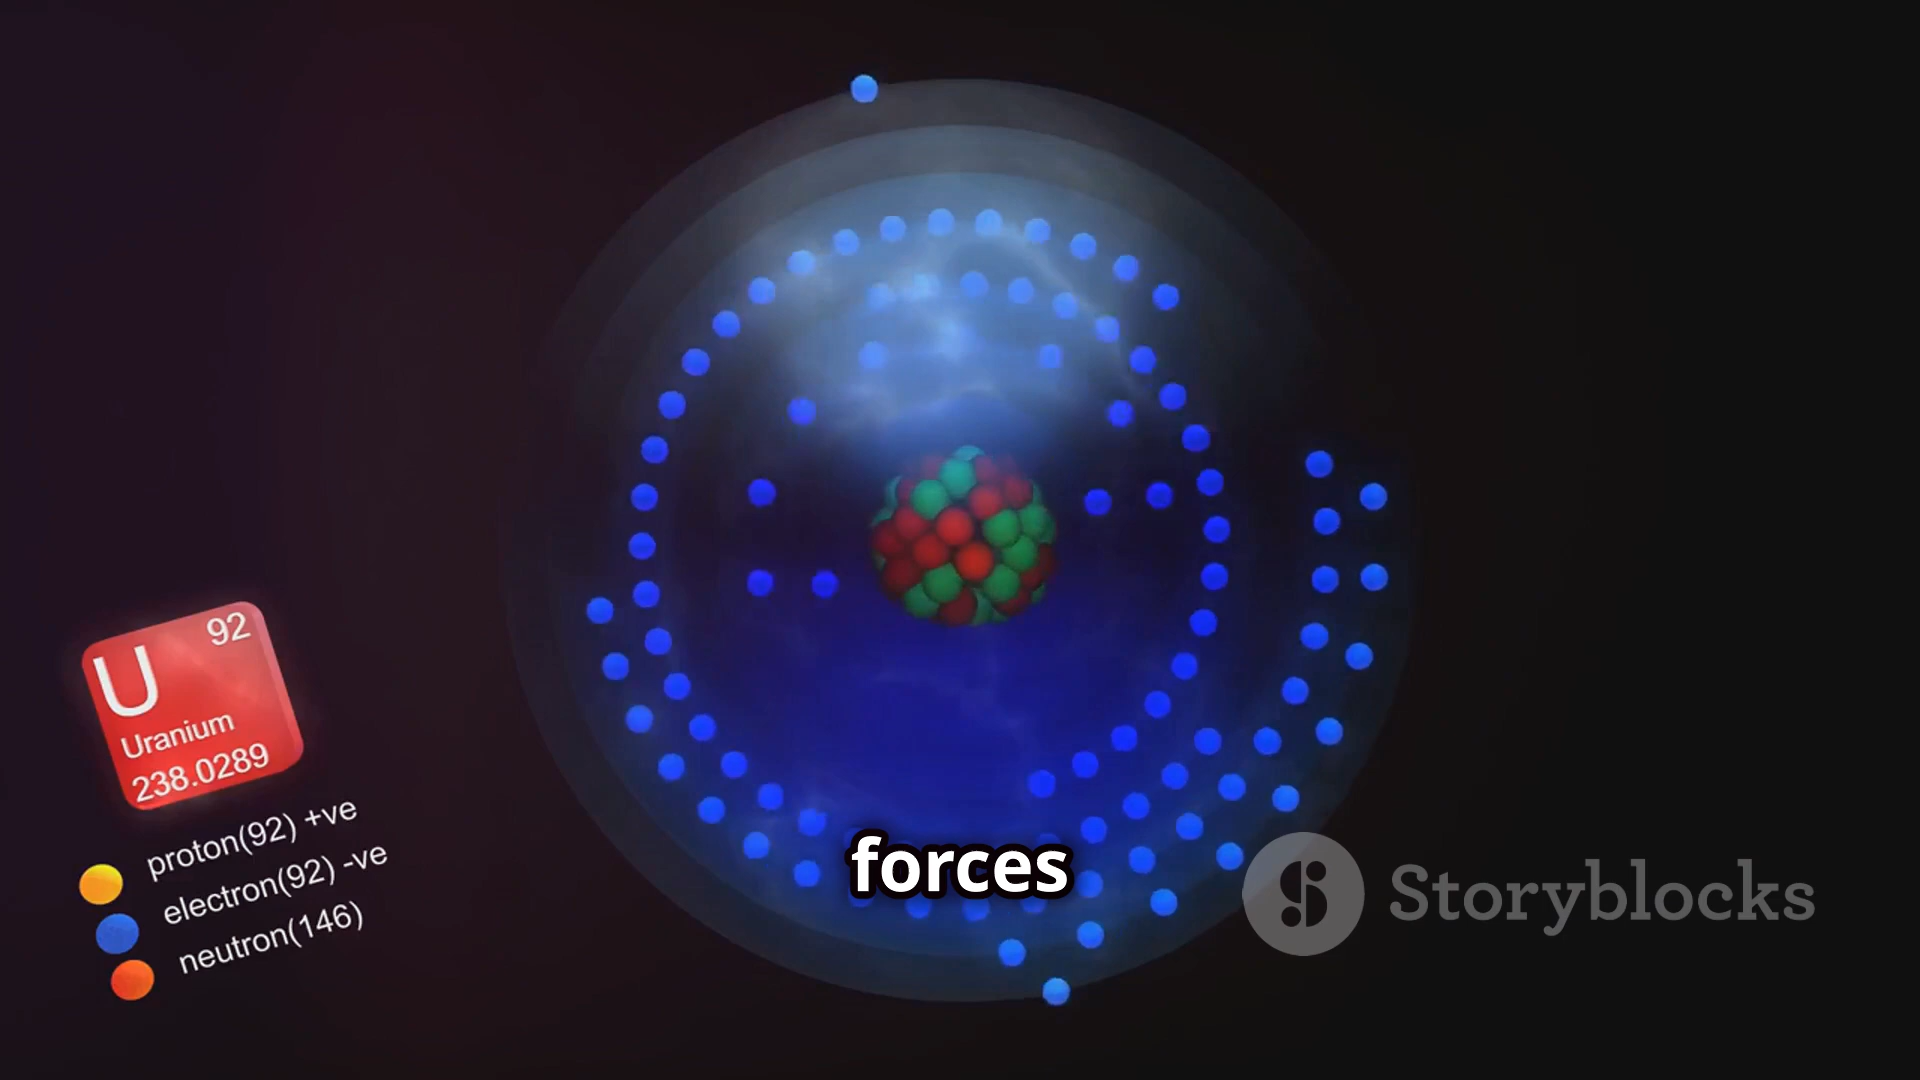 92
U
Uranium
238.0289
proton(92) +ve
electron(92) -ve
neutron(146)
forces
Storyblocks